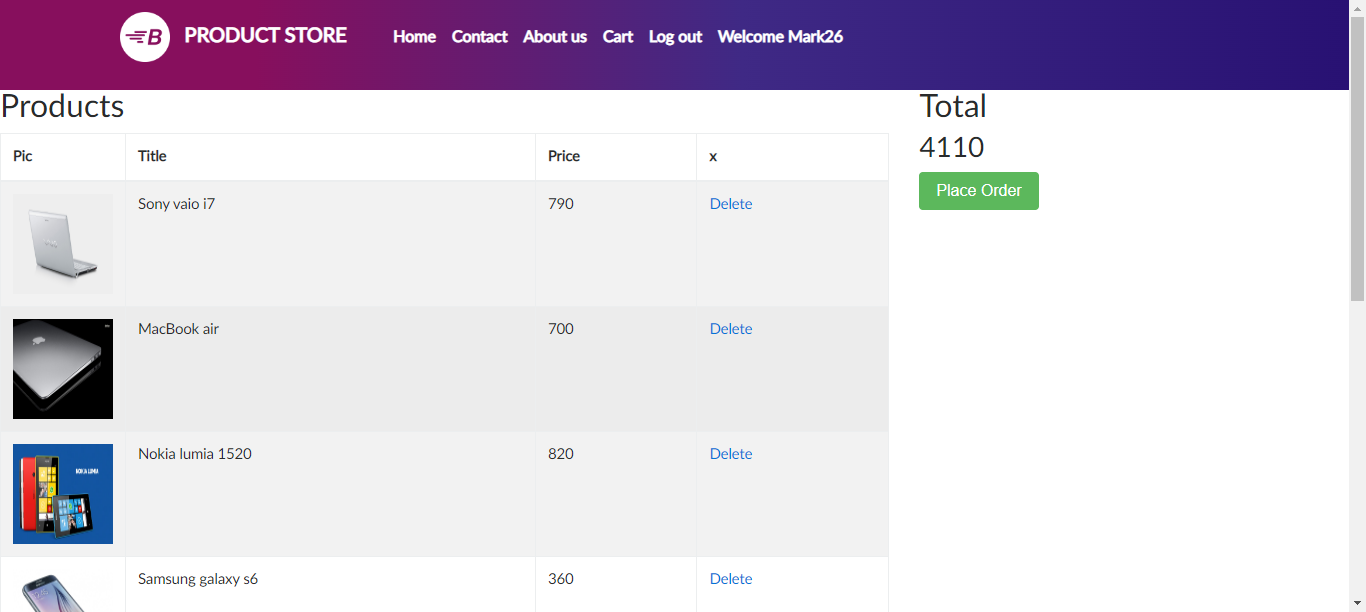 B PRODUCT STORE Home Contact About us Cart Log out Welcome Mark26
Products
Total
4110
Place Order
Pic Title Price x
Sony vaio i7 790 Delete
MacBook air 700 Delete
NOKIA LUMIA
Nokia lumia 1520 820 Delete
Samsung galaxy s6 360 Delete